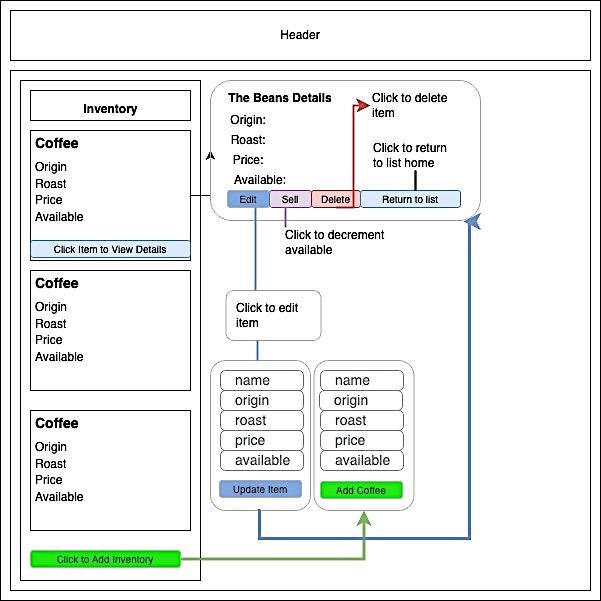 Header
Inventory
Coffee
Origin
Roast
Price
Available
Click Item to View Details
Coffee
Origin
Roast
Price
Available
Coffee
Origin
Roast
Price
Available
Click to Add Inventory
The Beans Details
Origin:
Roast:
Price:
Available:
Edit
Sell
Delete
Return to list
Click to delete
item
Click to return
to list home
Click to decrement
available
Click to edit
item
name
origin
roast
price
available
Update Item
name
origin
roast
price
available
Add Coffee